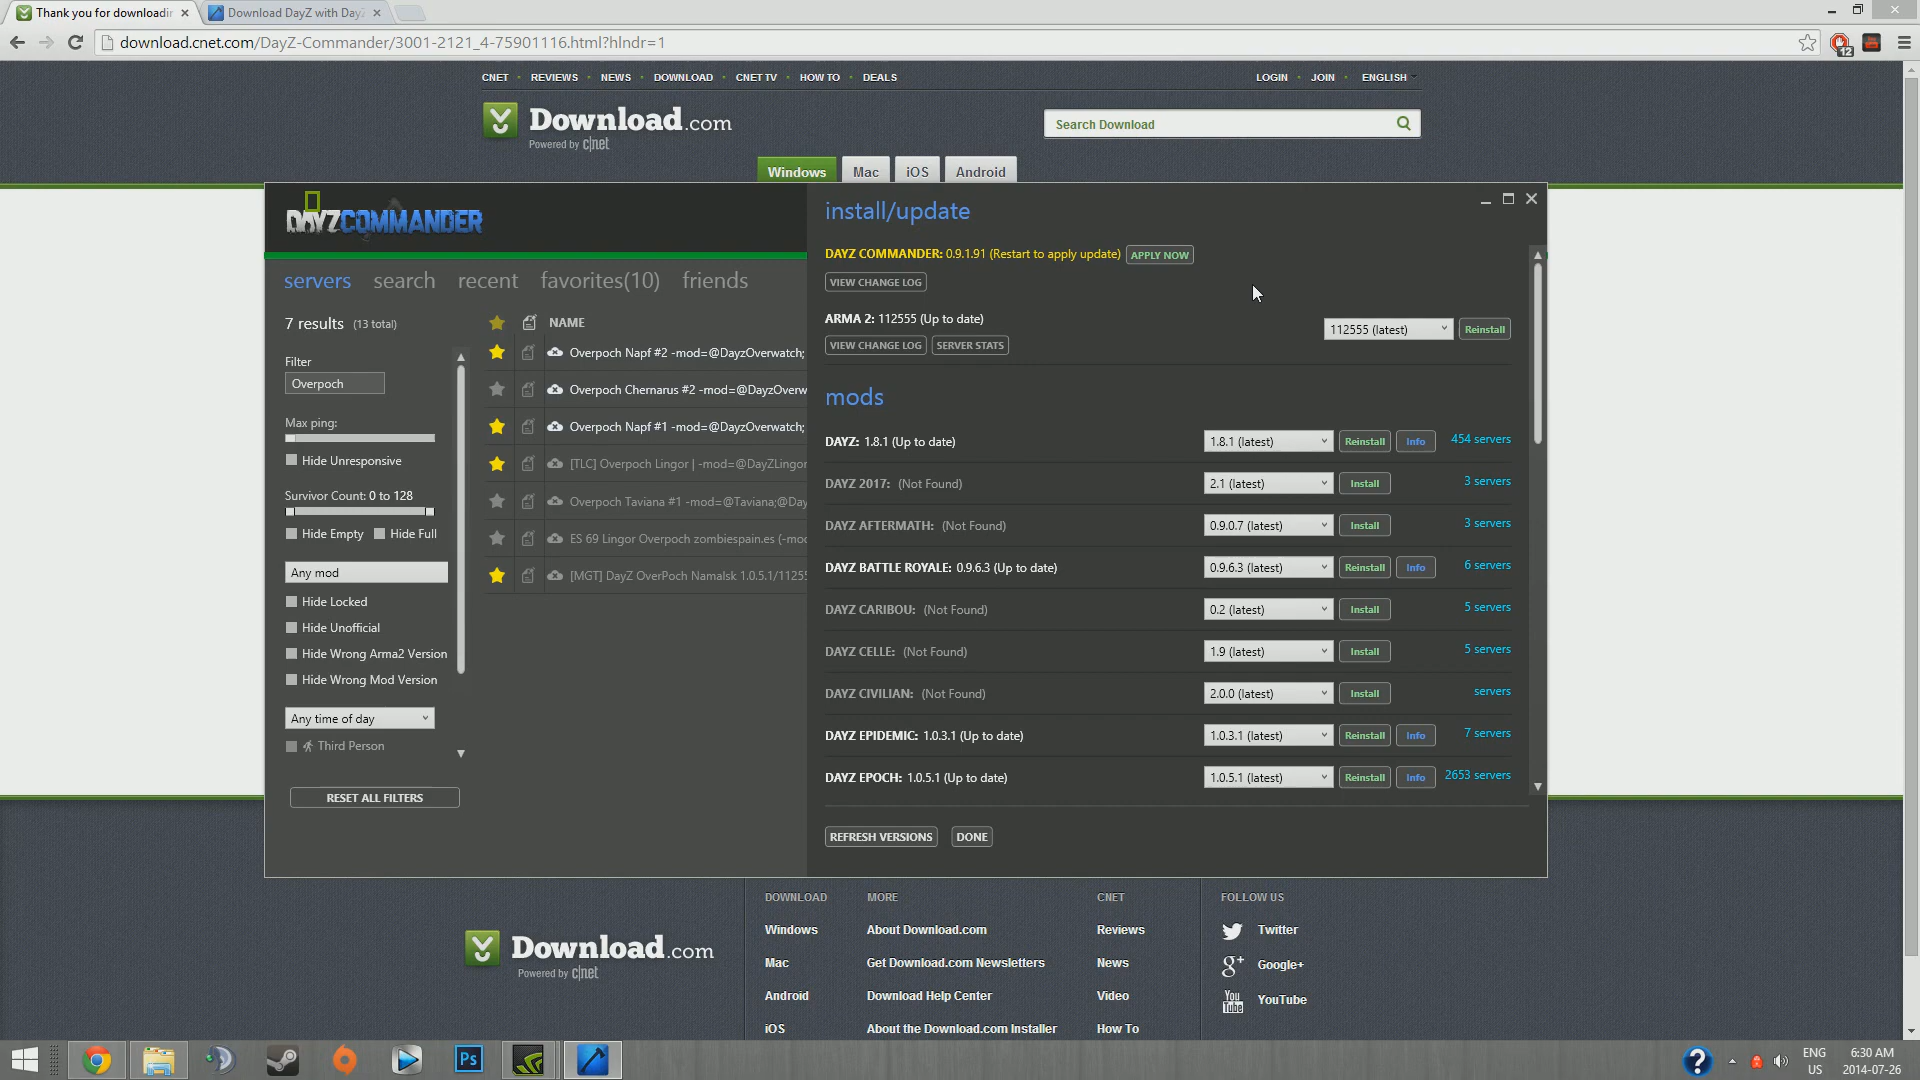 Thank you for downloadin
Download DayZ with DayZ
download.cnet.com/DayZ-Commander/3001-2121_4-75901116.html?hlndr=1
12
CNET REVIEWS NEWS DOWNLOAD CNET TV HOW TO DEALS
LOGIN JOIN ENGLISH
Download.com
Powered by c|net
Search Download
Windows Mac iOS Android
DAYZCOMMANDER
servers search recent favorites(10) friends
7 results (13 total)
NAME
Filter
Overpoch
Max ping:
Hide Unresponsive
Survivor Count: 0 to 128
Hide Empty Hide Full
Any mod
Hide Locked
Hide Unofficial
Hide Wrong Arma2 Version
Hide Wrong Mod Version
Any time of day
Third Person
RESET ALL FILTERS
Overpoch Napf #2 -mod=@DayzOverwatch;
Overpoch Chernarus #2 -mod=@DayzOverw
Overpoch Napf #1 -mod=@DayzOverwatch;
[TLC] Overpoch Lingor | -mod=@DayZLingor
Overpoch Taviana #1 -mod=@Taviana;@Day
ES 69 Lingor Overpoch zombiespain.es (-mod
[MGT] DayZ OverPoch Namalsk 1.0.5.1/11255
install/update
DAYZ COMMANDER: 0.9.1.91 (Restart to apply update) APPLY NOW
VIEW CHANGE LOG
ARMA 2: 112555 (Up to date) 112555 (latest) Reinstall
VIEW CHANGE LOG SERVER STATS
mods
DAYZ: 1.8.1 (Up to date) 1.8.1 (latest) Reinstall Info 454 servers
DAYZ 2017: (Not Found) 2.1 (latest) Install 3 servers
DAYZ AFTERMATH: (Not Found) 0.9.0.7 (latest) Install 3 servers
DAYZ BATTLE ROYALE: 0.9.6.3 (Up to date) 0.9.6.3 (latest) Reinstall Info 6 servers
DAYZ CARIBOU: (Not Found) 0.2 (latest) Install 5 servers
DAYZ CELLE: (Not Found) 1.9 (latest) Install 5 servers
DAYZ CIVILIAN: (Not Found) 2.0.0 (latest) Install servers
DAYZ EPIDEMIC: 1.0.3.1 (Up to date) 1.0.3.1 (latest) Reinstall Info 7 servers
DAYZ EPOCH: 1.0.5.1 (Up to date) 1.0.5.1 (latest) Reinstall Info 2653 servers
REFRESH VERSIONS DONE
Download.com
Powered by c|net
DOWNLOAD
Windows
Mac
Android
iOS
MORE
About Download.com
Get Download.com Newsletters
Download Help Center
About the Download.com Installer
CNET
Reviews
News
Video
How To
FOLLOW US
Twitter
g+ Google+
You Tube YouTube
Ps
?
ENG
US
6:30 AM
2014-07-26